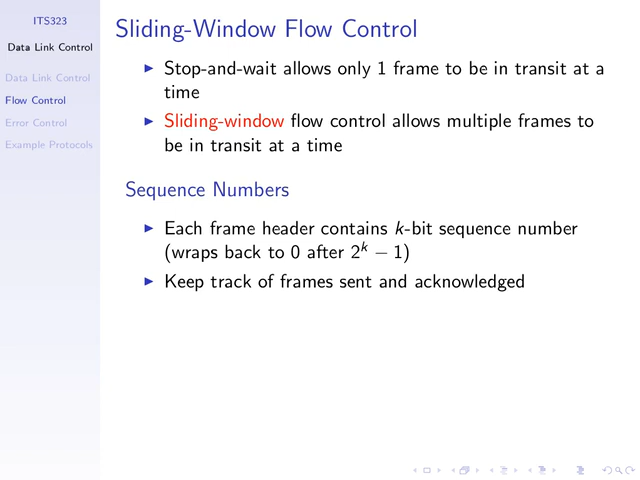 ITS323
Data Link Control
Data Link Control
Flow Control
Error Control
Example Protocols
Sliding-Window Flow Control
▶ Stop-and-wait allows only 1 frame to be in transit at a
time
▶ Sliding-window flow control allows multiple frames to
be in transit at a time
Sequence Numbers
▶ Each frame header contains k-bit sequence number
(wraps back to 0 after 2^k − 1)
▶ Keep track of frames sent and acknowledged